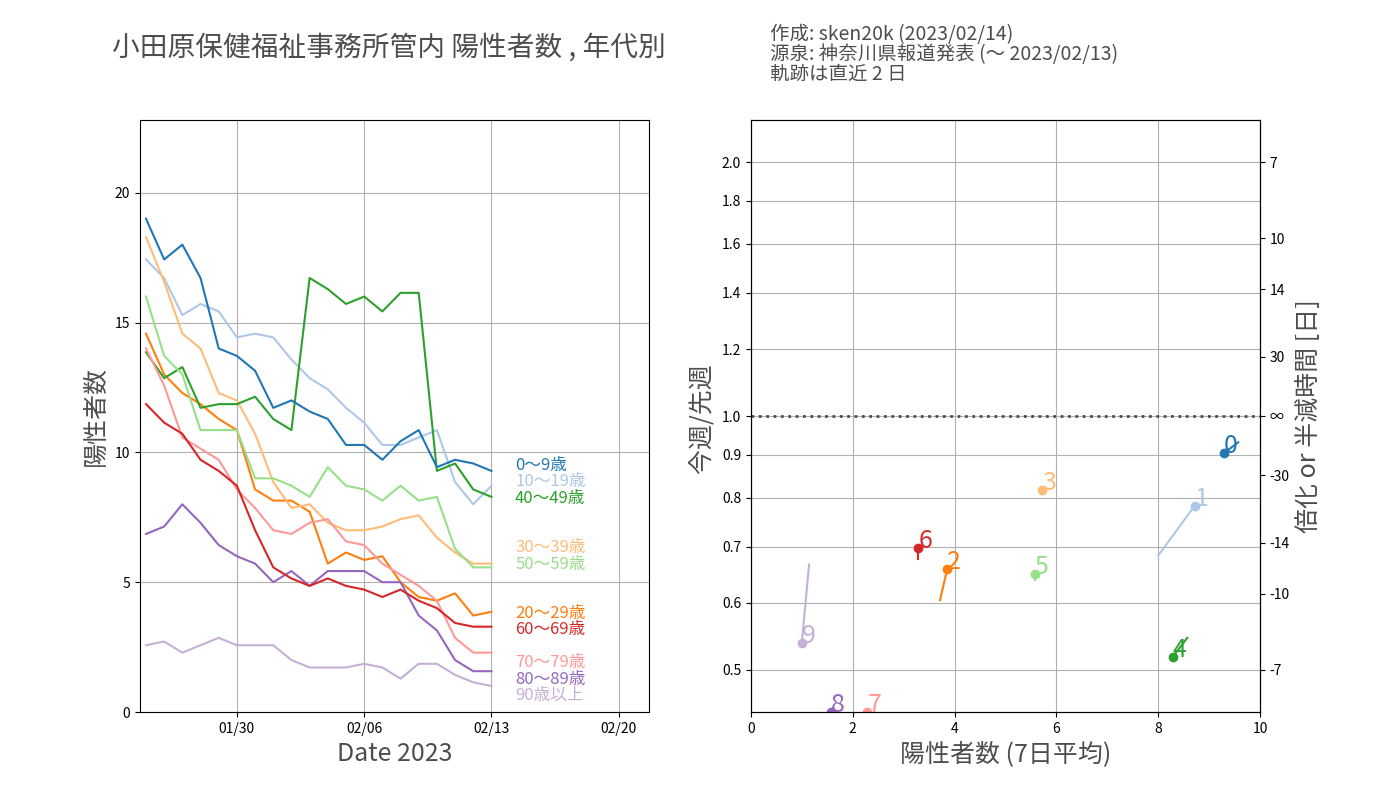 小田原保健福祉事務所管内 陽性者数 , 年代別
作成: sken20k (2023/02/14)
源泉: 神奈川県報道発表 (〜 2023/02/13)
軌跡は直近 2 日
陽性者数
20
15
10
5
0
01/30
02/06
02/13
02/20
Date 2023
0〜9歳
10〜19歳
40〜49歳
30〜39歳
50〜59歳
20〜29歳
60〜69歳
70〜79歳
80〜89歳
90歳以上
今週/先週
2.0
1.8
1.6
1.4
1.2
1.0
0.9
0.8
0.7
0.6
0.5
0
2
4
6
8
10
陽性者数 (7日平均)
7
10
14
30
∞
-30
-14
-10
-7
倍化 or 半減時間 [日]
0
3
1
6
2
5
9
4
8
7